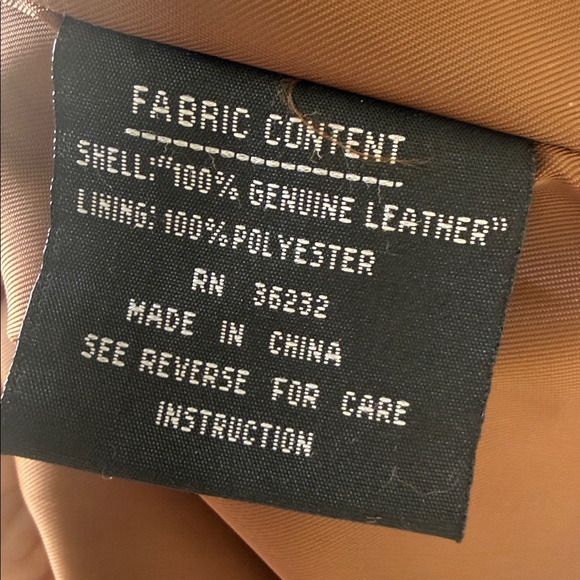 FABRIC CONTENT
SHELL:"100% GENUINE LEATHER"
LINING: 100% POLYESTER
RN 36232
MADE IN CHINA
SEE REVERSE FOR CARE
INSTRUCTION